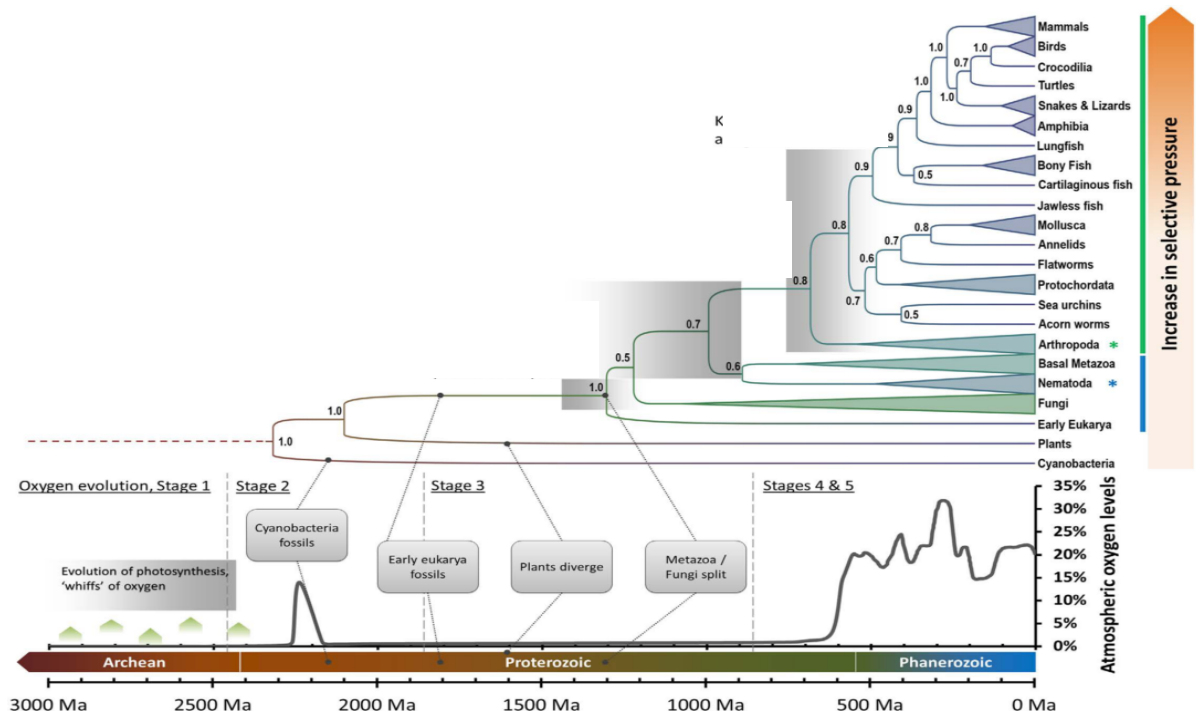 Mammals
1.0
1.0
Birds
0.7
Crocodilia
Turtles
1.0
1.0
Snakes & Lizards
0.9
Amphibia
K
a
9
Lungfish
Bony Fish
0.9
0.5
Cartilaginous fish
Jawless fish
0.8
0.8
Mollusca
0.7
Annelids
0.6
Flatworms
0.8
Protochordata
0.7
Sea urchins
0.5
Acorn worms
0.7
Arthropoda *
0.5
0.6
Basal Metazoa
1.0
Nematoda *
Fungi
1.0
Early Eukarya
1.0
Plants
Cyanobacteria
Increase in selective pressure
Oxygen evolution, Stage 1
Stage 2
Stage 3
Stages 4 & 5
Cyanobacteria
fossils
Early eukarya
fossils
Plants diverge
Metazoa /
Fungi split
Evolution of photosynthesis,
‘whiffs’ of oxygen
35%
30%
25%
20%
15%
10%
5%
0%
Atmospheric oxygen levels
Archean
Proterozoic
Phanerozoic
3000 Ma
2500 Ma
2000 Ma
1500 Ma
1000 Ma
500 Ma
0 Ma